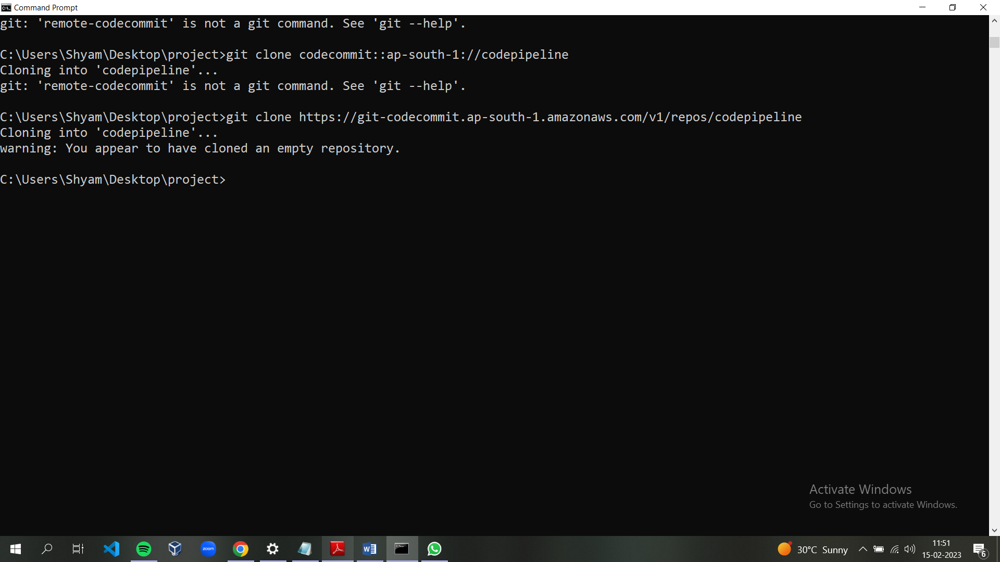 Command Prompt
git: 'remote-codecommit' is not a git command. See 'git --help'.
C:\Users\Shyam\Desktop\project>git clone codecommit::ap-south-1://codepipeline
Cloning into 'codepipeline'...
git: 'remote-codecommit' is not a git command. See 'git --help'.
C:\Users\Shyam\Desktop\project>git clone https://git-codecommit.ap-south-1.amazonaws.com/v1/repos/codepipeline
Cloning into 'codepipeline'...
warning: You appear to have cloned an empty repository.
C:\Users\Shyam\Desktop\project>
Activate Windows
Go to Settings to activate Windows.
zoom
30°C Sunny
11:51
15-02-2023
6